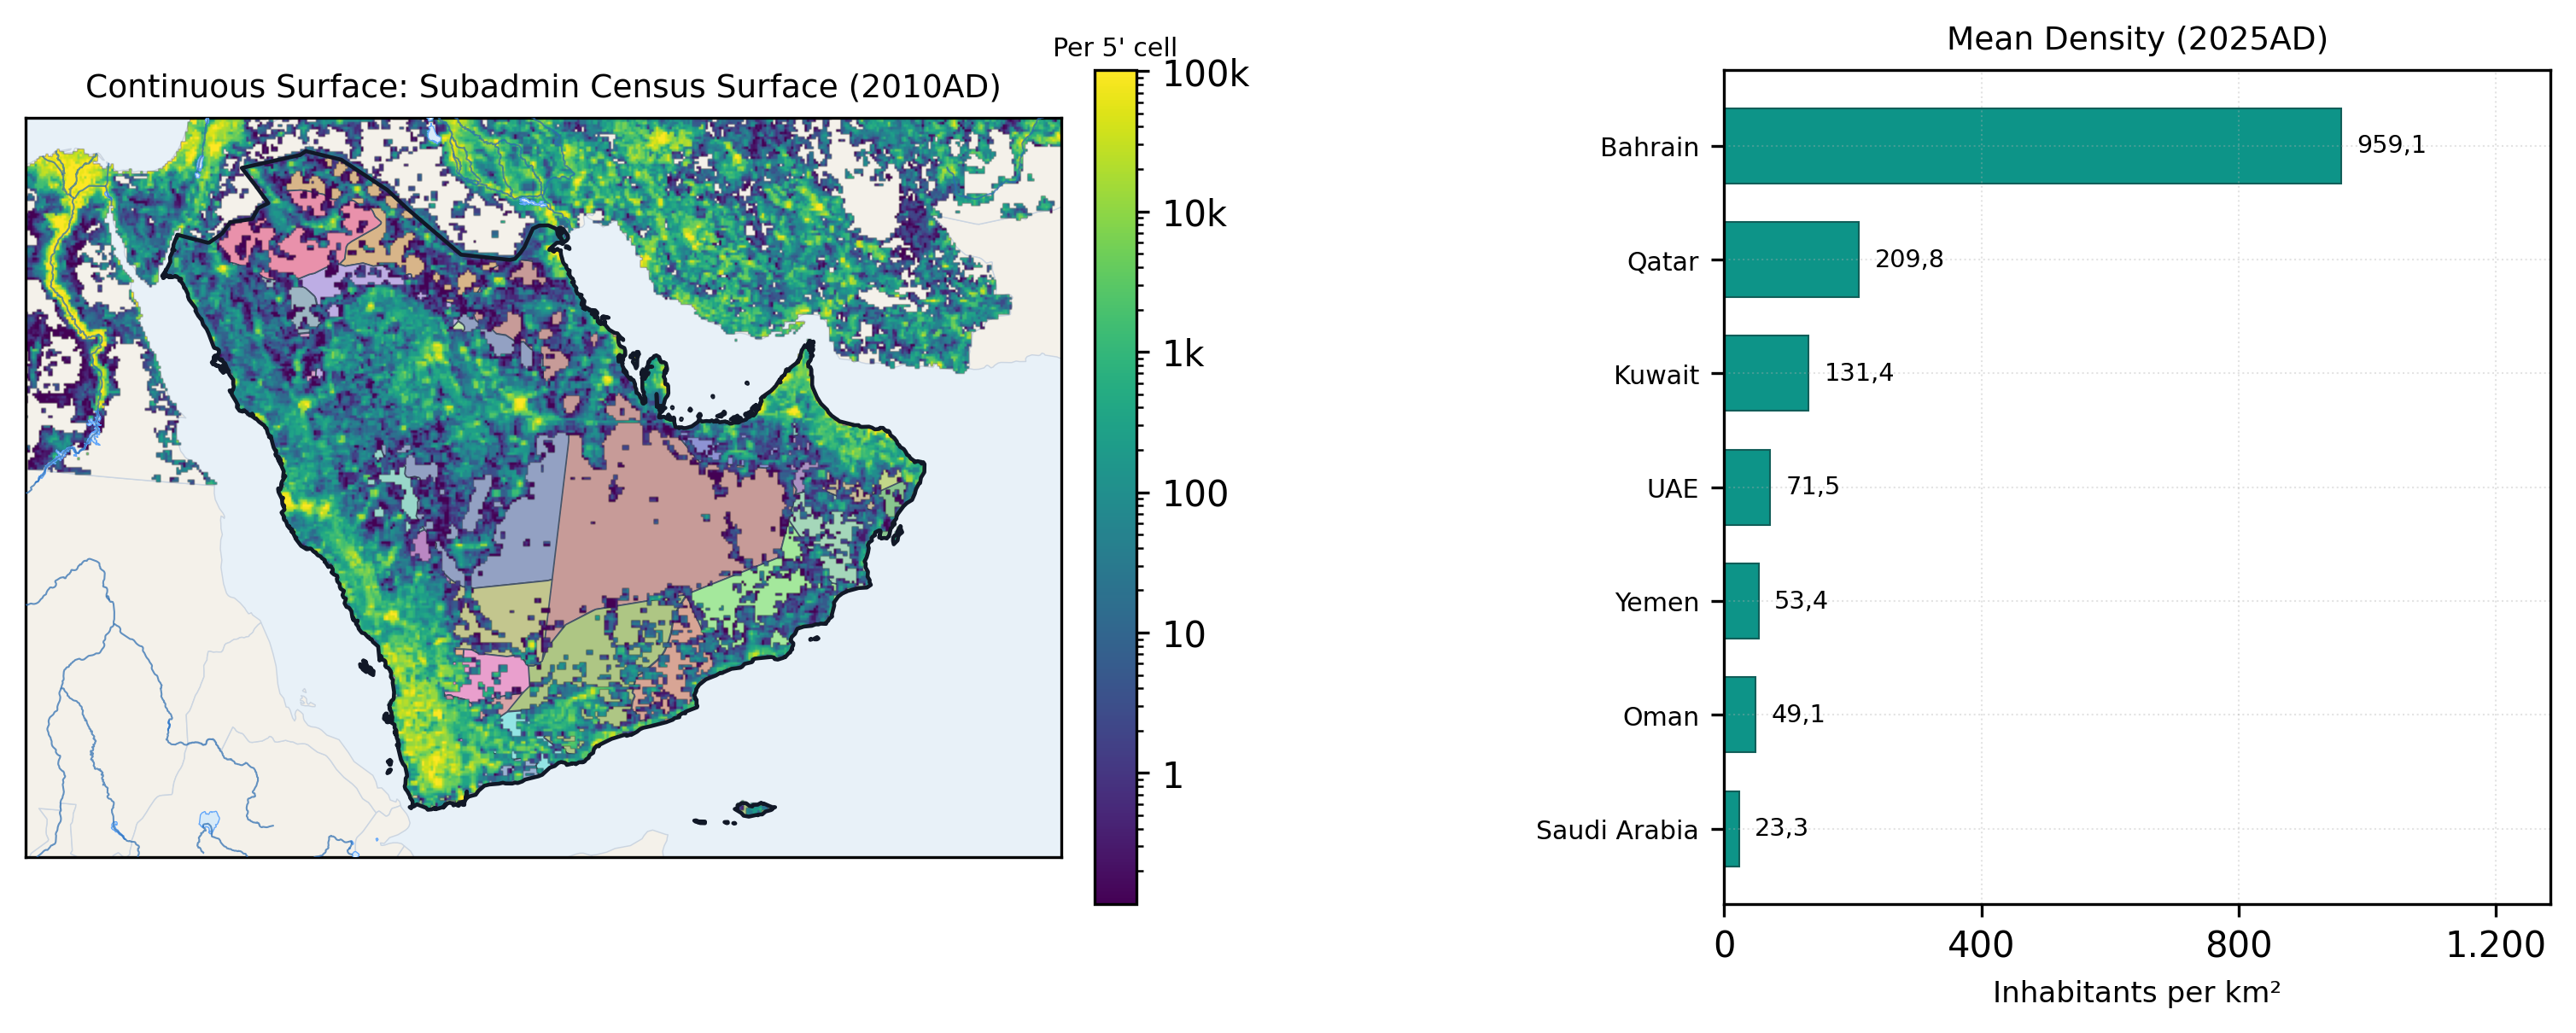 Continuous Surface: Subadmin Census Surface (2010AD)
Per 5' cell
100k
10k
1k
100
10
1
Mean Density (2025AD)
Bahrain 959,1
Qatar 209,8
Kuwait 131,4
UAE 71,5
Yemen 53,4
Oman 49,1
Saudi Arabia 23,3
0 400 800 1.200
Inhabitants per km²